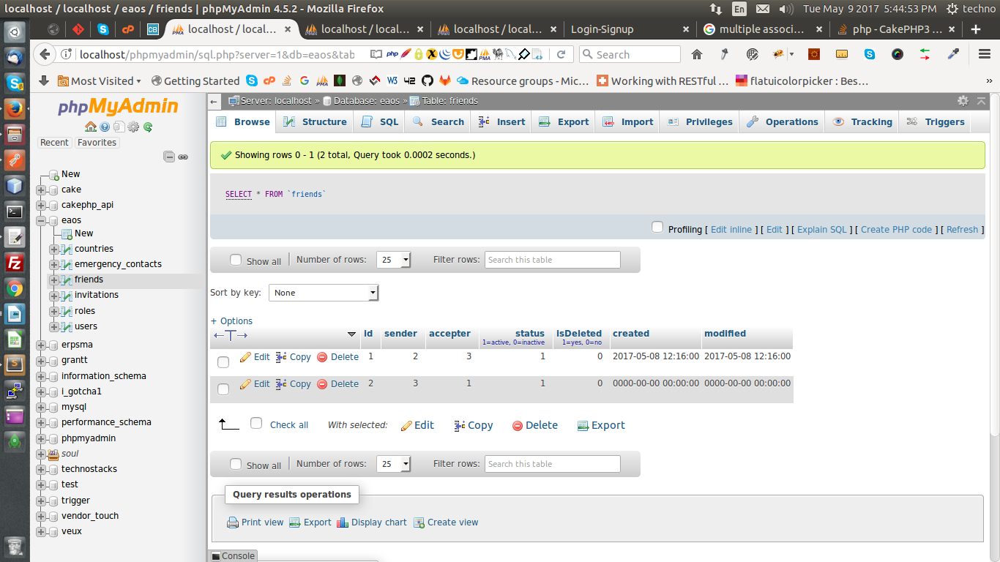 localhost / localhost / eaos / friends | phpMyAdmin 4.5.2 - Mozilla Firefox
En
Tue May 9 2017 5:44:53 PM
techno
localhost / local...
localhost / local...
localhost / local...
Login-Signup
multiple associ...
php - CakePHP3 ...
localhost/phpmyadmin/sql.php?server=1&db=eaos&tab
Search
Most Visited
Getting Started
Resource groups - Mic...
Working with RESTful ...
flatuicolorpicker : Bes...
phpMyAdmin
Recent
Favorites
New
cake
cakephp_api
eaos
New
countries
emergency_contacts
friends
invitations
roles
users
erpsma
grantt
information_schema
i_gotcha1
mysql
performance_schema
phpmyadmin
soul
technostacks
test
trigger
vendor_touch
veux
Server: localhost » Database: eaos » Table: friends
Browse
Structure
SQL
Search
Insert
Export
Import
Privileges
Operations
Tracking
Triggers
Showing rows 0 - 1 (2 total, Query took 0.0002 seconds.)
SELECT * FROM `friends`
Profiling [ Edit inline ] [ Edit ] [ Explain SQL ] [ Create PHP code ] [ Refresh ]
Show all
Number of rows: 25
Filter rows: Search this table
Sort by key: None
+ Options
id sender accepter status isDeleted created modified
1=active, 0=inactive 1=yes, 0=no
Edit Copy Delete 1 2 3 1 0 2017-05-08 12:16:00 2017-05-08 12:16:00
Edit Copy Delete 2 3 1 1 0 0000-00-00 00:00:00 0000-00-00 00:00:00
Check all With selected: Edit Copy Delete Export
Show all
Number of rows: 25
Filter rows: Search this table
Query results operations
Print view Export Display chart Create view
Console